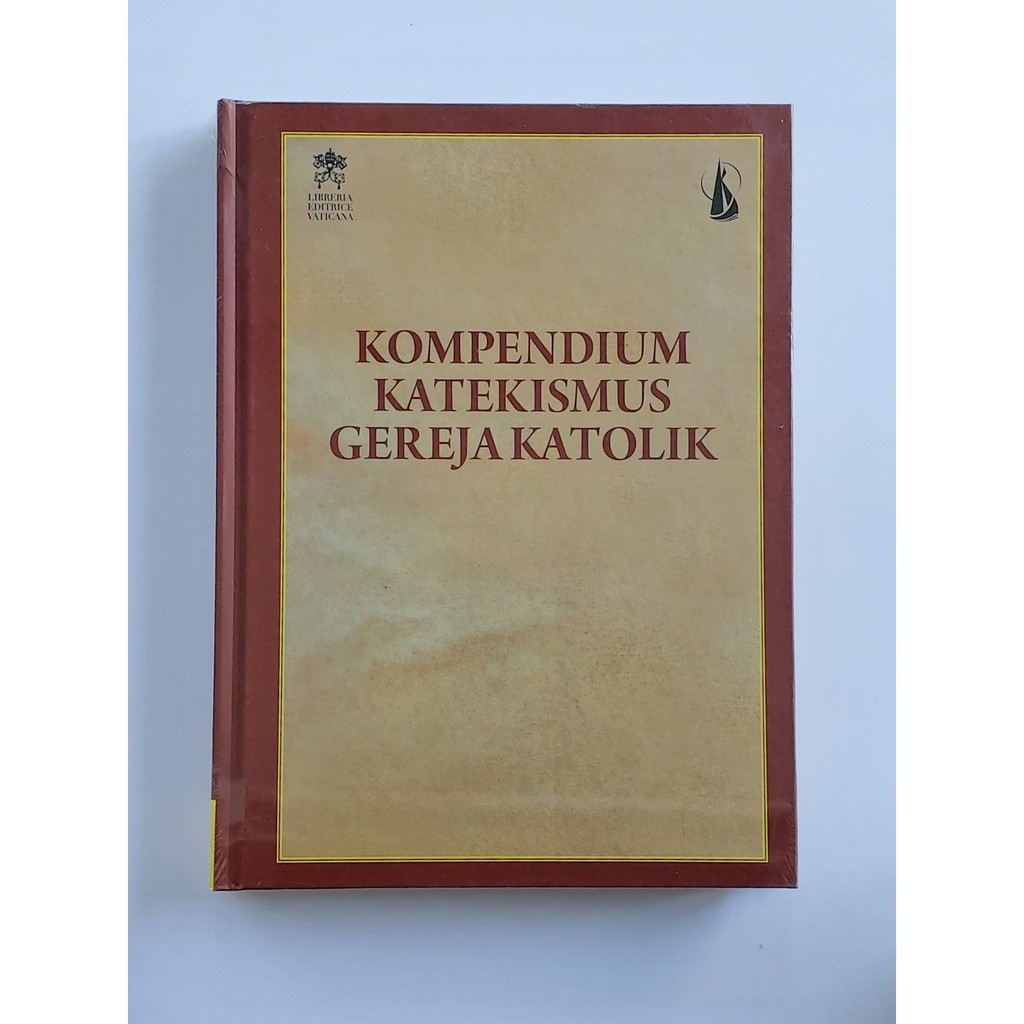 LIBRERIA
EDITRICE
VATICANA
KOMPENDIUM
KATEKISMUS
GEREJA KATOLIK